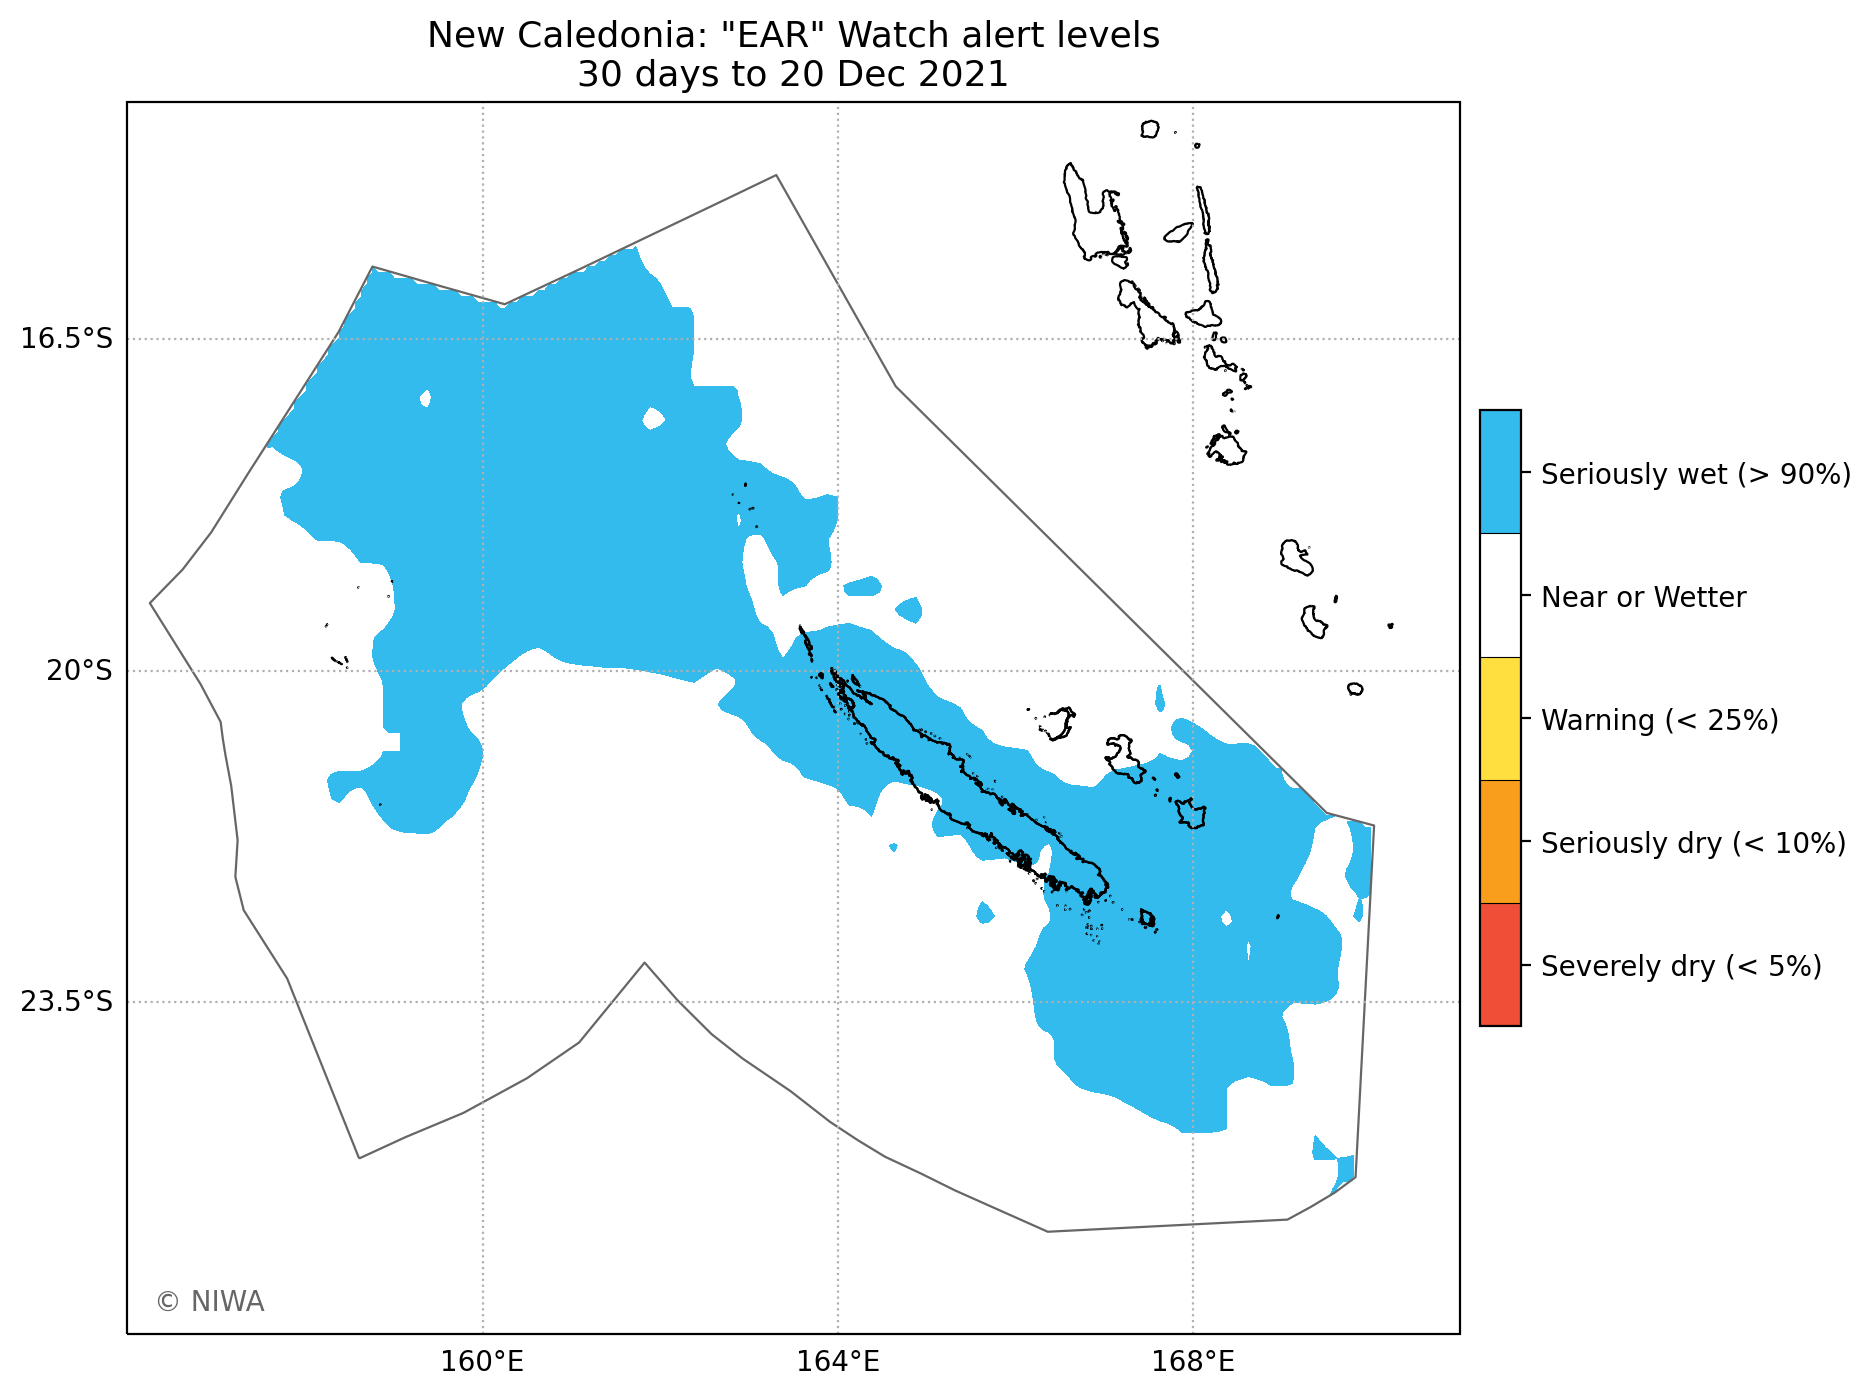 New Caledonia: "EAR" Watch alert levels
30 days to 20 Dec 2021
16.5°S
20°S
23.5°S
160°E
164°E
168°E
Seriously wet (> 90%)
Near or Wetter
Warning (< 25%)
Seriously dry (< 10%)
Severely dry (< 5%)
© NIWA